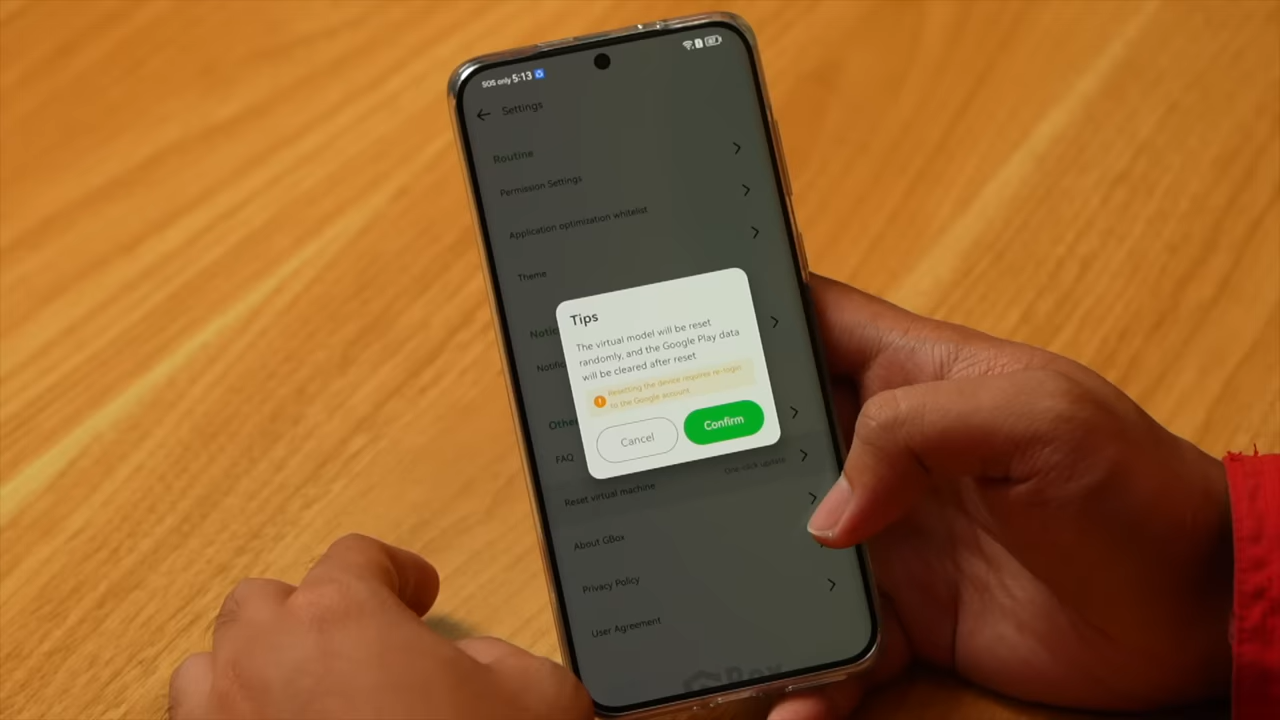 SOS only 5:13
Settings
Routine
Permission Settings
Application optimization whitelist
Theme
Notic
Notific
Tips
The virtual model will be reset
randomly, and the Google Play data
will be cleared after reset
Resetting the device requires re-login
to the Google account
Cancel
Confirm
Other
FAQ
One-click update
Reset virtual machine
About GBox
Privacy Policy
User Agreement